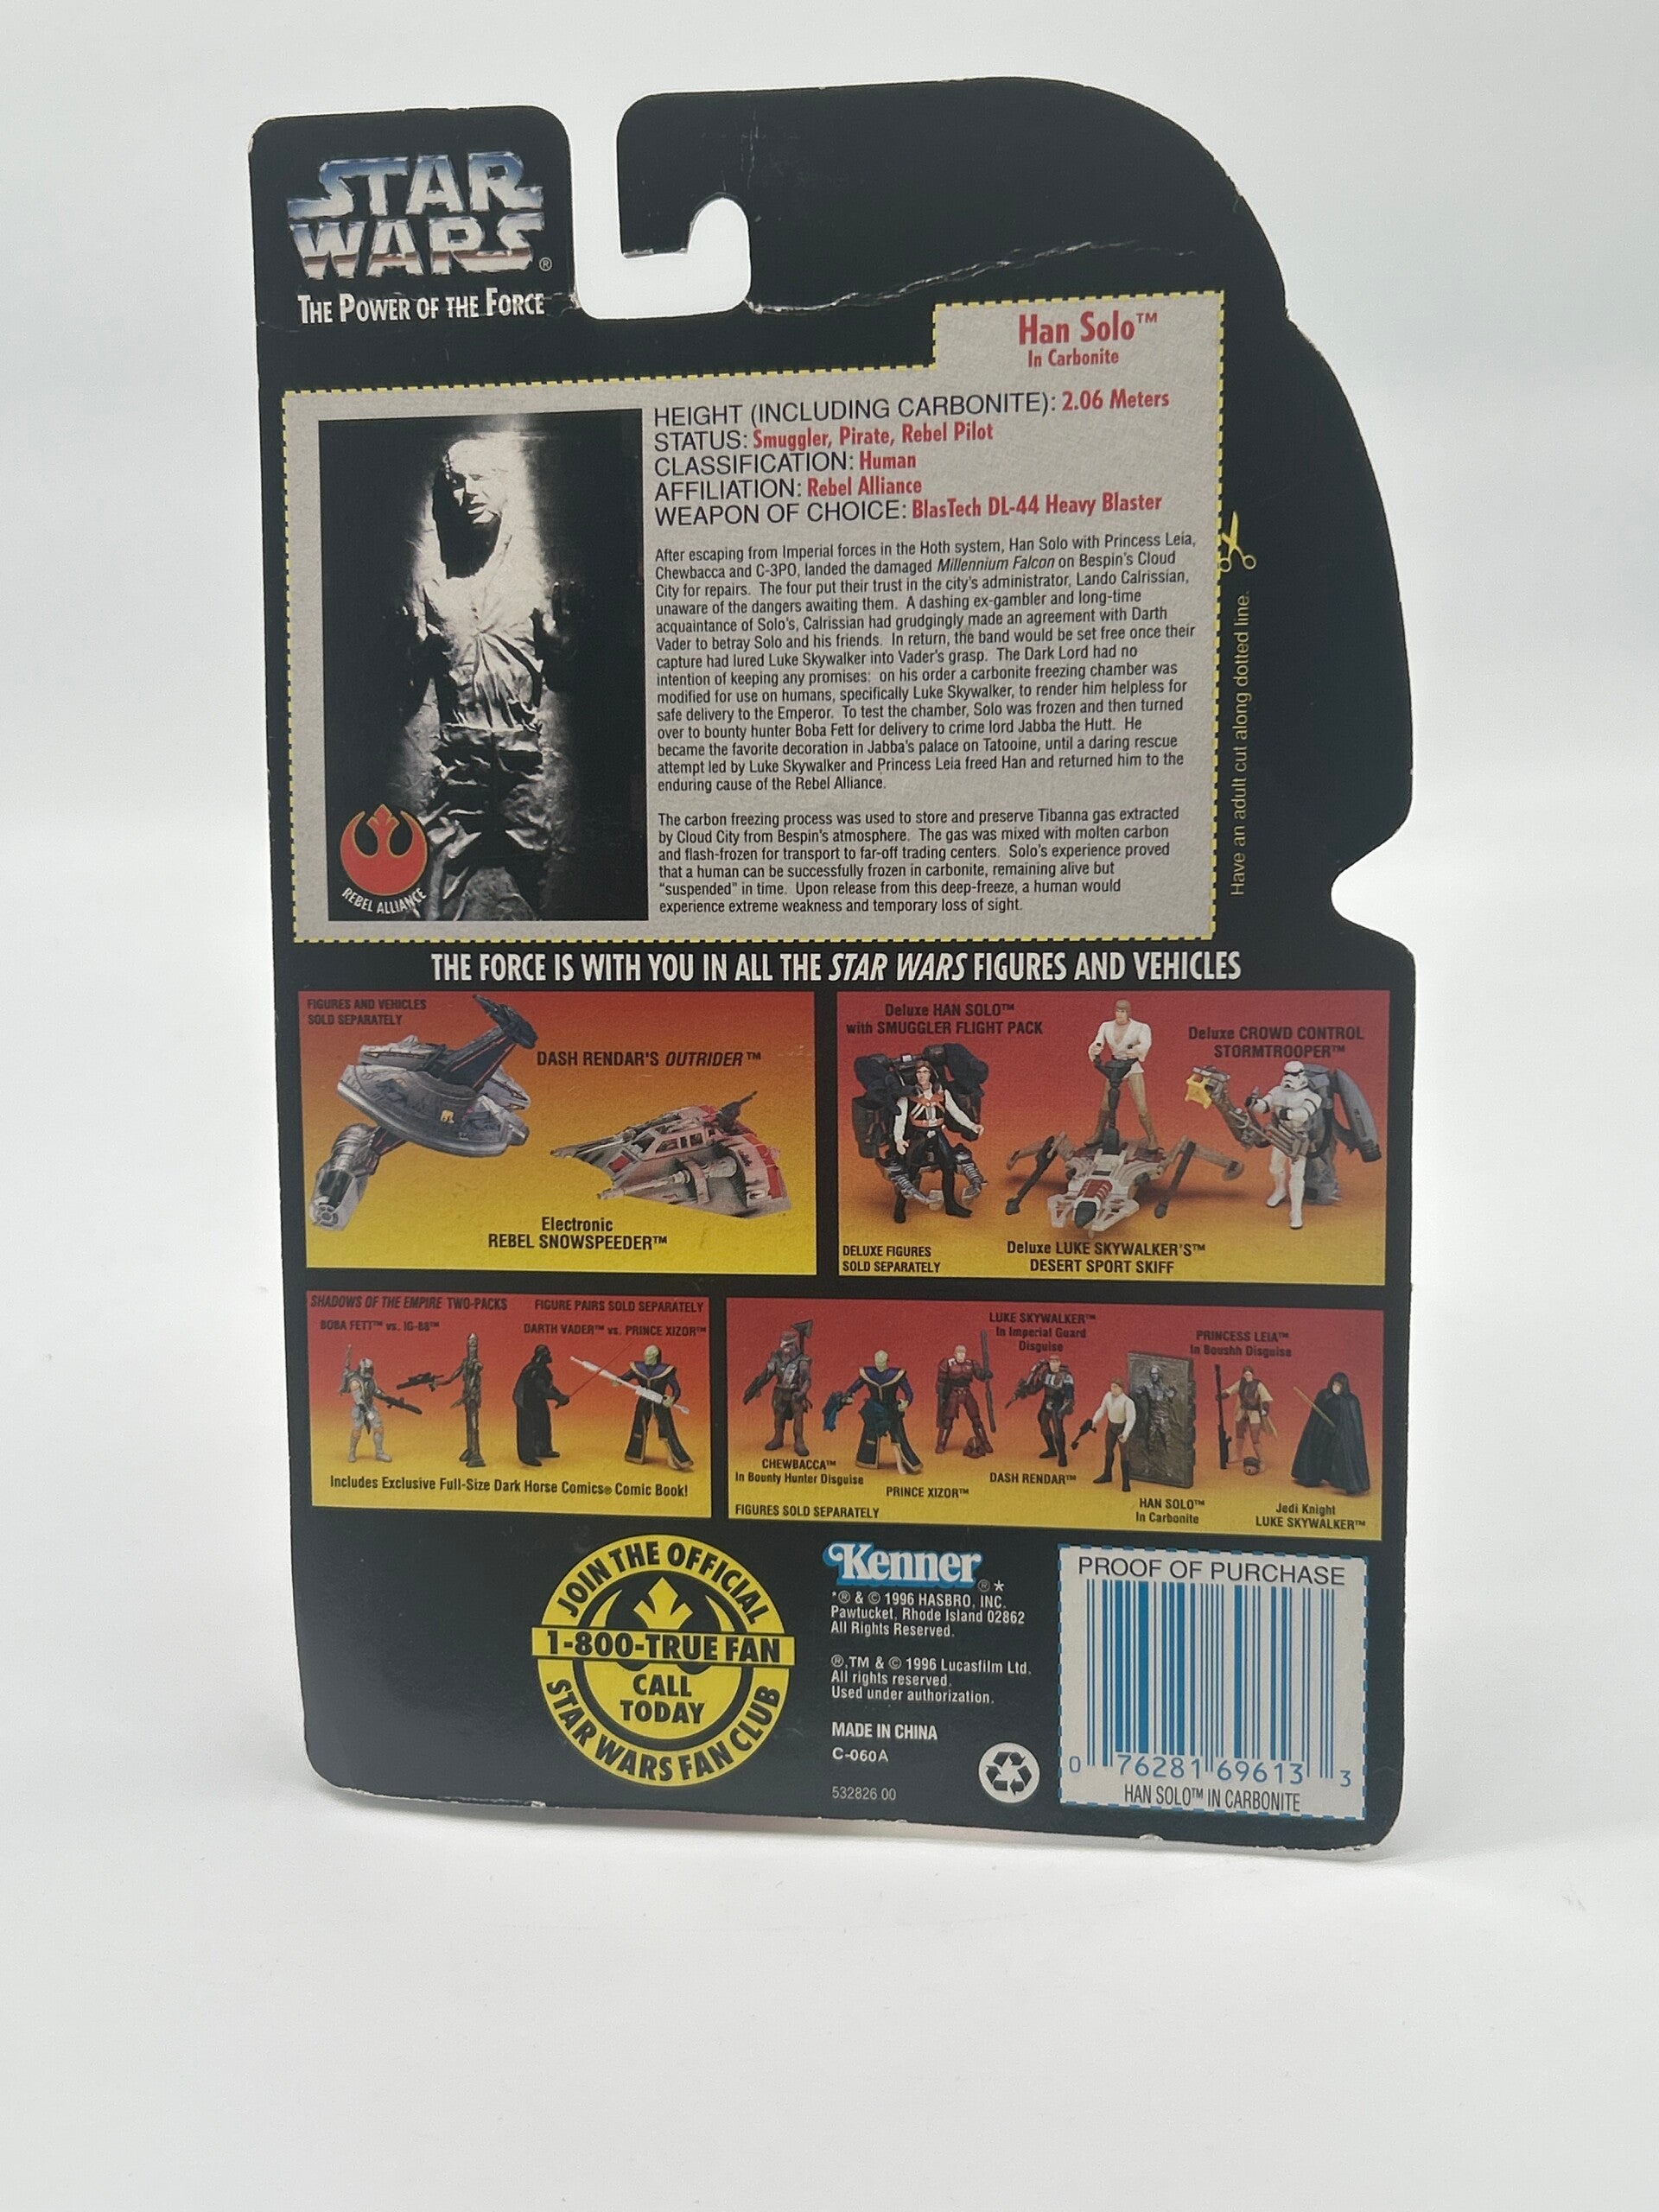 STAR
WARS®
THE POWER OF THE FORCE
Han Solo™
In Carbonite
HEIGHT (INCLUDING CARBONITE): 2.06 Meters
STATUS: Smuggler, Pirate, Rebel Pilot
CLASSIFICATION: Human
AFFILIATION: Rebel Alliance
WEAPON OF CHOICE: BlasTech DL-44 Heavy Blaster
After escaping from Imperial forces in the Hoth system, Han Solo with Princess Leia,
Chewbacca and C-3PO, landed the damaged Millennium Falcon on Bespin's Cloud
City for repairs. The four put their trust in the city's administrator, Lando Calrissian,
unaware of the dangers awaiting them. A dashing ex-gambler and long-time
acquaintance of Solo's, Calrissian had grudgingly made an agreement with Darth
Vader to betray Solo and his friends. In return, the band would be set free once their
capture had lured Luke Skywalker into Vader's grasp. The Dark Lord had no
intention of keeping any promises: on his order a carbonite freezing chamber was
modified for use on humans, specifically Luke Skywalker, to render him helpless for
safe delivery to the Emperor. To test the chamber, Solo was frozen and then turned
over to bounty hunter Boba Fett for delivery to crime lord Jabba the Hutt. He
became the favorite decoration in Jabba's palace on Tatooine, until a daring rescue
attempt led by Luke Skywalker and Princess Leia freed Han and returned him to the
enduring cause of the Rebel Alliance.
The carbon freezing process was used to store and preserve Tibanna gas extracted
by Cloud City from Bespin's atmosphere. The gas was mixed with molten carbon
and flash-frozen for transport to far-off trading centers. Solo's experience proved
that a human can be successfully frozen in carbonite, remaining alive but
"suspended" in time. Upon release from this deep-freeze, a human would
experience extreme weakness and temporary loss of sight.
REBEL ALLIANCE
Have an adult cut along dotted line.
THE FORCE IS WITH YOU IN ALL THE STAR WARS FIGURES AND VEHICLES
FIGURES AND VEHICLES
SOLD SEPARATELY
DASH RENDAR'S OUTRIDER™
Electronic
REBEL SNOWSPEEDER™
Deluxe HAN SOLO™
with SMUGGLER FLIGHT PACK
Deluxe CROWD CONTROL
STORMTROOPER™
DELUXE FIGURES
SOLD SEPARATELY
Deluxe LUKE SKYWALKER'S™
DESERT SPORT SKIFF
SHADOWS OF THE EMPIRE TWO-PACKS
FIGURE PAIRS SOLD SEPARATELY
BOBA FETT™ vs. IG-88™
DARTH VADER™ vs. PRINCE XIZOR™
Includes Exclusive Full-Size Dark Horse Comics® Comic Book!
LUKE SKYWALKER™
In Imperial Guard
Disguise
PRINCESS LEIA™
In Boushh Disguise
CHEWBACCA™
In Bounty Hunter Disguise
PRINCE XIZOR™
DASH RENDAR™
HAN SOLO™
In Carbonite
Jedi Knight
LUKE SKYWALKER™
FIGURES SOLD SEPARATELY
JOIN THE OFFICIAL
1-800-TRUE FAN
CALL
TODAY
STAR WARS FAN CLUB
Kenner®*
*® & © 1996 HASBRO, INC.
Pawtucket, Rhode Island 02862
All Rights Reserved.
®,TM & © 1996 Lucasfilm Ltd.
All rights reserved.
Used under authorization.
MADE IN CHINA
C-060A
532826 00
PROOF OF PURCHASE
0 76281 69613 3
HAN SOLO™ IN CARBONITE